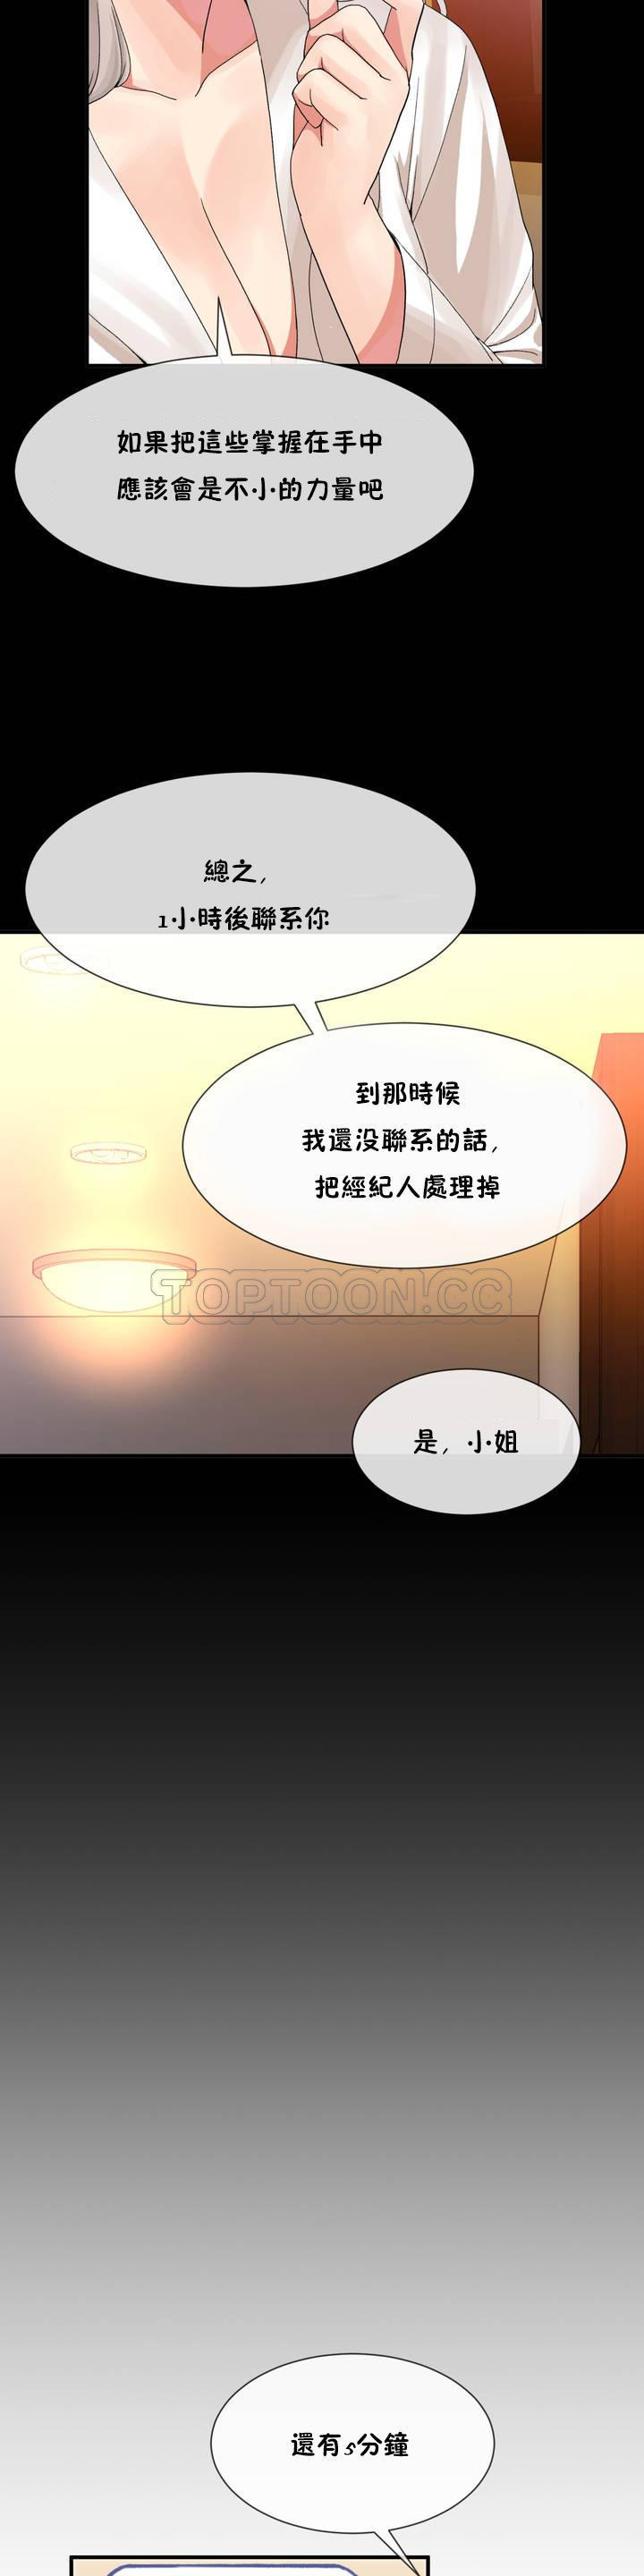 如果把這些掌握在手中
應該會是不小的力量吧
總之,
1小時後聯系你
到那時候
我還没聯系的話,
把經紀人處理掉
TOPTOON.CC
是, 小姐
還有5分鐘